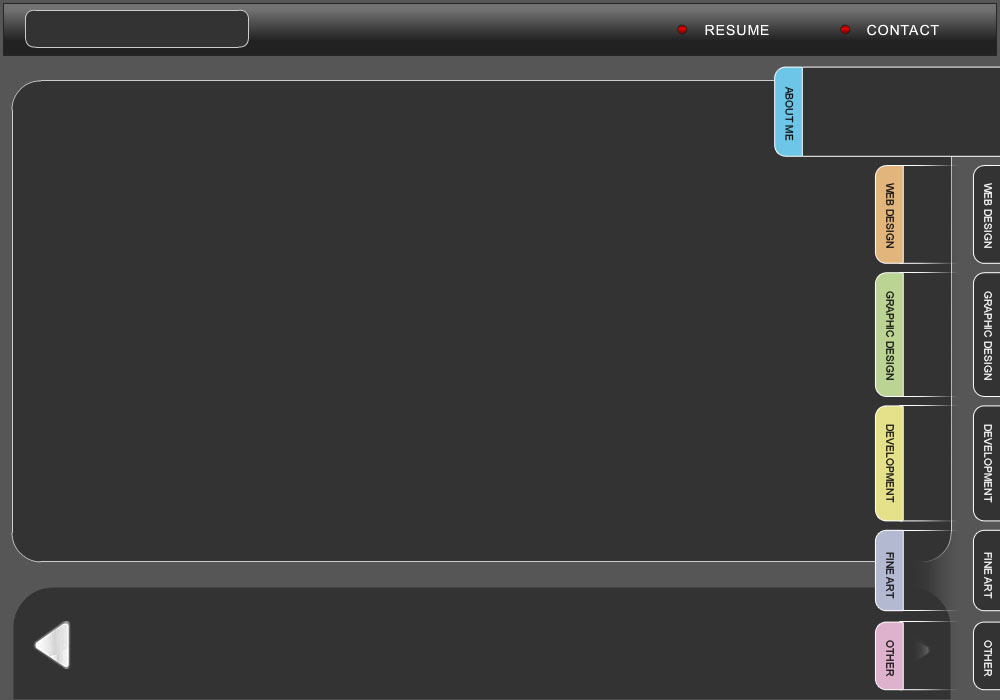 RESUME
CONTACT
ABOUT ME
WEB DESIGN
WEB DESIGN
GRAPHIC DESIGN
GRAPHIC DESIGN
DEVELOPMENT
DEVELOPMENT
FINE ART
FINE ART
OTHER
OTHER